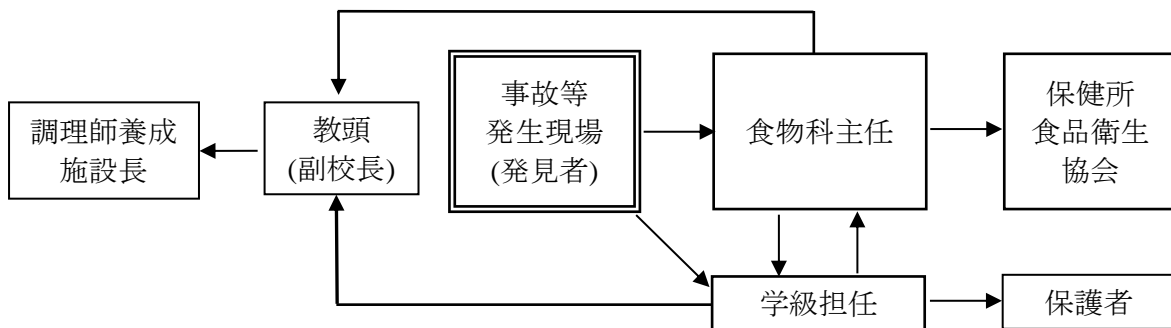 調理師養成
施設長
教頭
(副校長)
事故等
発生現場
(発見者)
食物科主任
保健所
食品衛生
協会
学級担任
保護者